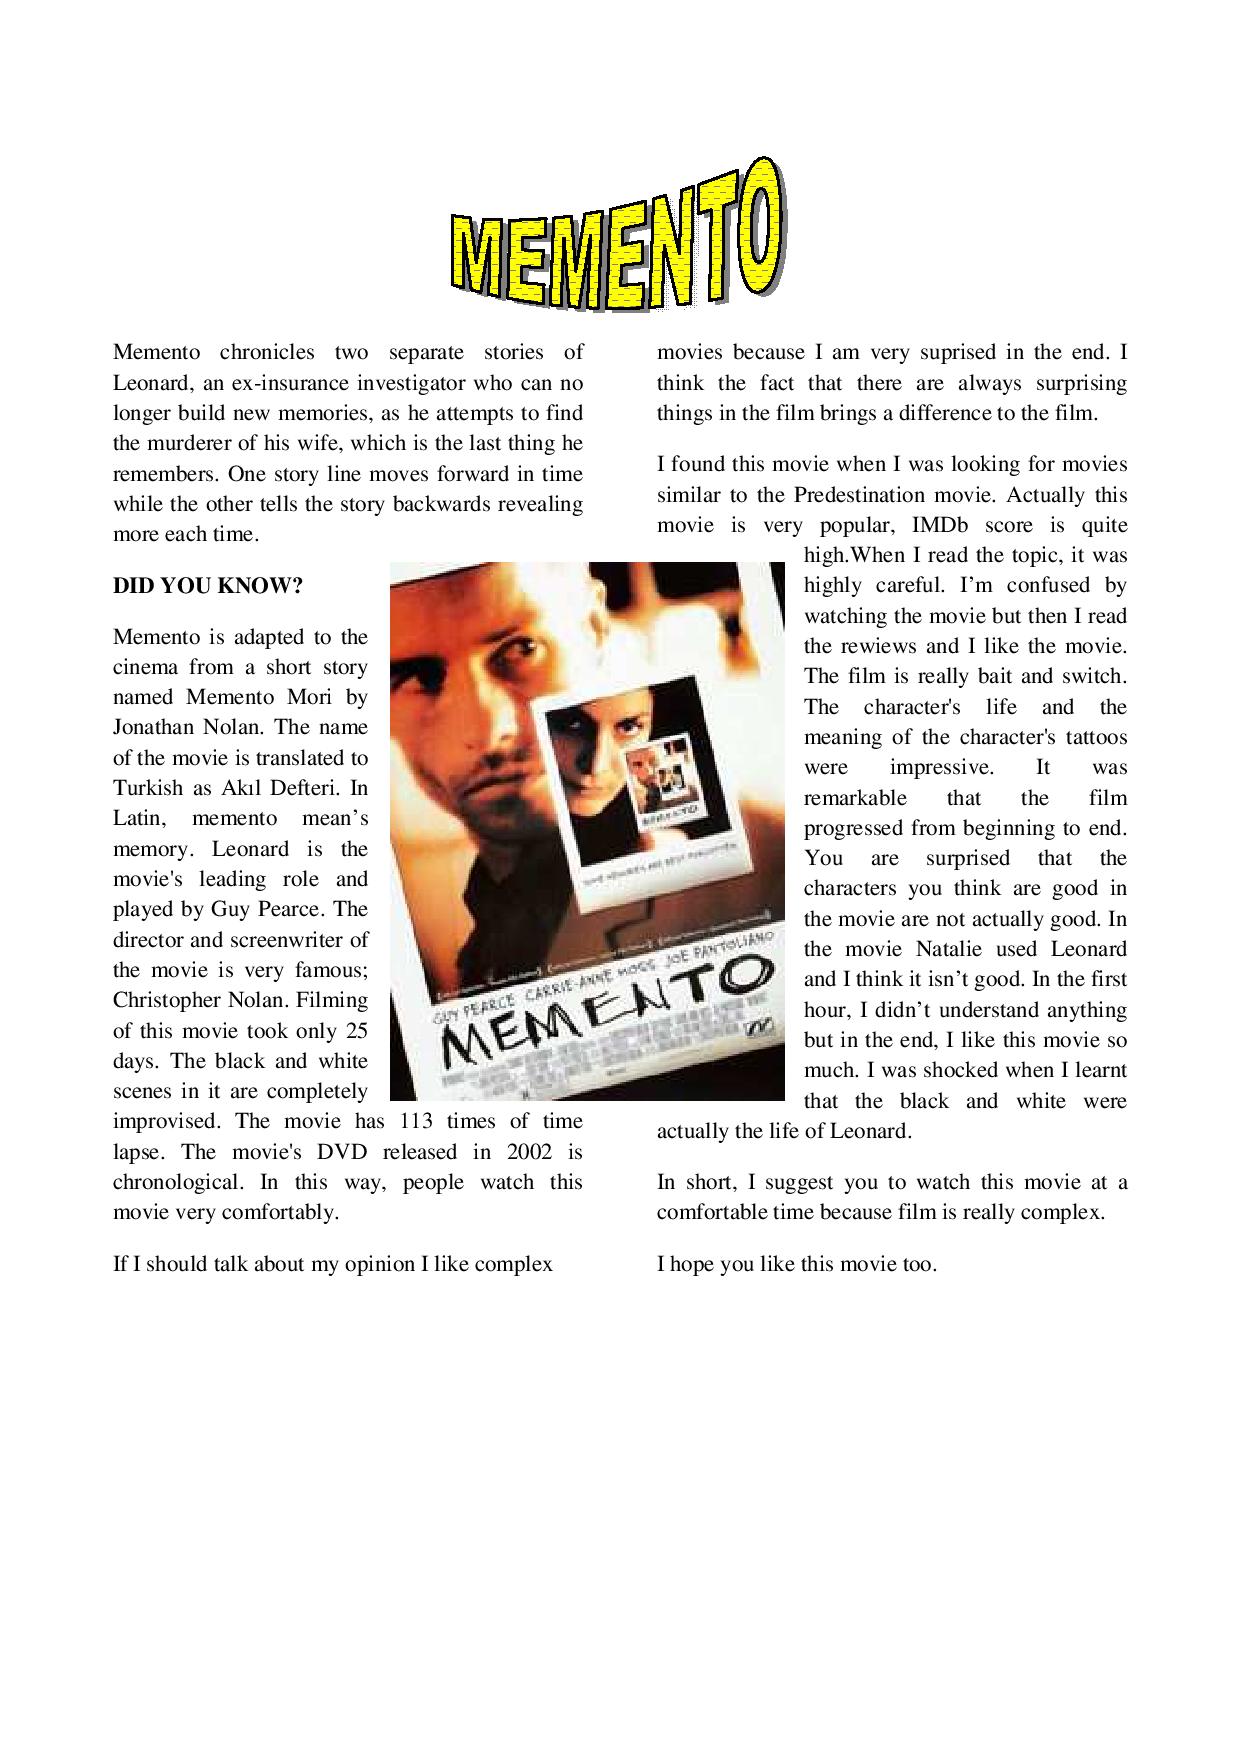 MEMENTO
Memento chronicles two separate stories of
Leonard, an ex-insurance investigator who can no
longer build new memories, as he attempts to find
the murderer of his wife, which is the last thing he
remembers. One story line moves forward in time
while the other tells the story backwards revealing
more each time.
DID YOU KNOW?
Memento is adapted to the
cinema from a short story
named Memento Mori by
Jonathan Nolan. The name
of the movie is translated to
Turkish as Akıl Defteri. In
Latin, memento mean’s
memory. Leonard is the
movie's leading role and
played by Guy Pearce. The
director and screenwriter of
the movie is very famous;
Christopher Nolan. Filming
of this movie took only 25
days. The black and white
scenes in it are completely
improvised. The movie has 113 times of time
lapse. The movie's DVD released in 2002 is
chronological. In this way, people watch this
movie very comfortably.
If I should talk about my opinion I like complex
movies because I am very suprised in the end. I
think the fact that there are always surprising
things in the film brings a difference to the film.
I found this movie when I was looking for movies
similar to the Predestination movie. Actually this
movie is very popular, IMDb score is quite
high.When I read the topic, it was
highly careful. I’m confused by
watching the movie but then I read
the rewiews and I like the movie.
The film is really bait and switch.
The character's life and the
meaning of the character's tattoos
were impressive. It was
remarkable that the film
progressed from beginning to end.
You are surprised that the
characters you think are good in
the movie are not actually good. In
the movie Natalie used Leonard
and I think it isn’t good. In the first
hour, I didn’t understand anything
but in the end, I like this movie so
much. I was shocked when I learnt
that the black and white were
actually the life of Leonard.
In short, I suggest you to watch this movie at a
comfortable time because film is really complex.
I hope you like this movie too.
SOME MEMORIES ARE BEST FORGOTTEN
GUY PEARCE CARRIE-ANNE MOSS JOE PANTOLIANO
MEMENTO